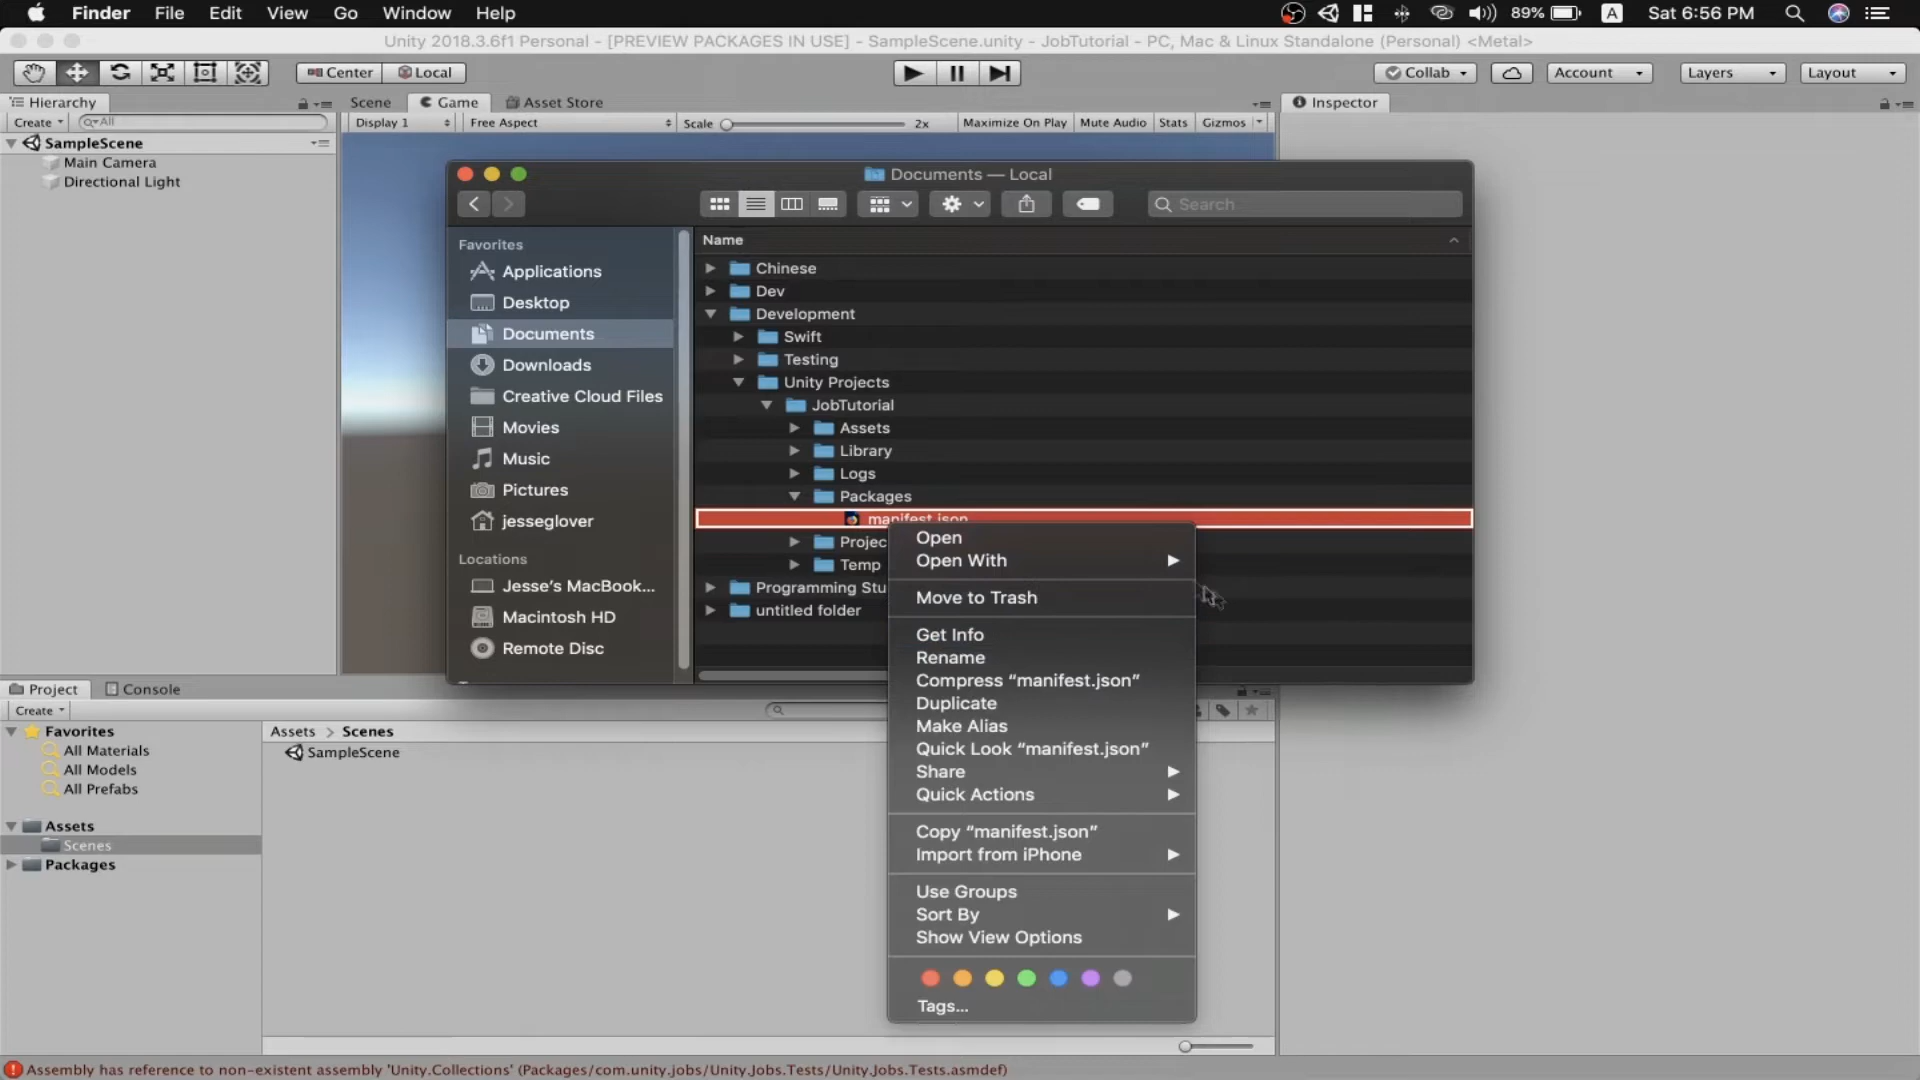 Finder File Edit View Go Window Help 89% A Sat 6:56 PM
Unity 2018.3.6f1 Personal - [PREVIEW PACKAGES IN USE] - SampleScene.unity - JobTutorial - PC, Mac & Linux Standalone (Personal) <Metal>
Center Local Collab Account Layers Layout
Hierarchy
Create All
SampleScene
Main Camera
Directional Light
Scene Game Asset Store
Display 1 Free Aspect Scale 2x Maximize On Play Mute Audio Stats Gizmos
Inspector
Documents — Local
Search
Favorites
Applications
Desktop
Documents
Downloads
Creative Cloud Files
Movies
Music
Pictures
jesseglover
Locations
Jesse's MacBook...
Macintosh HD
Remote Disc
Name
Chinese
Dev
Development
Swift
Testing
Unity Projects
JobTutorial
Assets
Library
Logs
Packages
manifest.json
Projec
Temp
Programming Stu
untitled folder
Open
Open With
Move to Trash
Get Info
Rename
Compress “manifest.json”
Duplicate
Make Alias
Quick Look “manifest.json”
Share
Quick Actions
Copy “manifest.json”
Import from iPhone
Use Groups
Sort By
Show View Options
Tags...
Project Console
Create
Favorites
All Materials
All Models
All Prefabs
Assets
Scenes
Packages
Assets > Scenes
SampleScene
Assembly has reference to non-existent assembly 'Unity.Collections' (Packages/com.unity.jobs/Unity.Jobs.Tests/Unity.Jobs.Tests.asmdef)